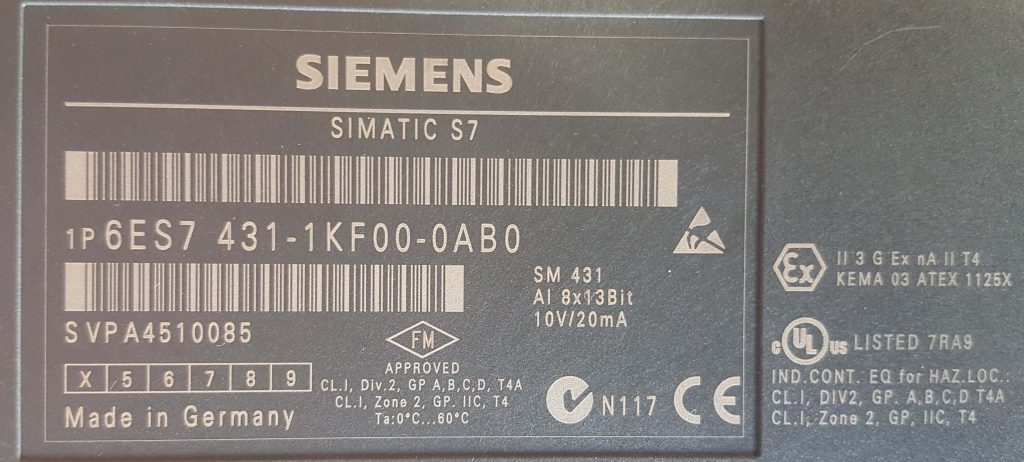 SIEMENS
SIMATIC S7
1P 6ES7 431-1KF00-0AB0
SM 431
AI 8x13Bit
10V/20mA
S VPA4510085
FM
APPROVED
CL.I, Div.2, GP A,B,C,D, T4A
CL.I, Zone 2, GP. IIC, T4
Ta:0°C...60°C
X 5 6 7 8 9
Made in Germany
N117 CE
Ex II 3 G Ex nA II T4
KEMA 03 ATEX 1125X
c UL us LISTED 7RA9
IND.CONT. EQ for HAZ.LOC.:
CL.I, DIV2, GP. A,B,C,D T4A
CL.I, Zone 2, GP, IIC, T4